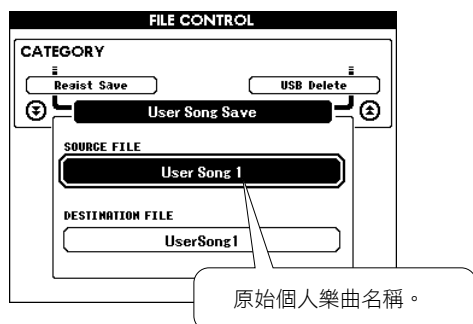 FILE CONTROL
CATEGORY
Regist Save
USB Delete
User Song Save
SOURCE FILE
User Song 1
DESTINATION FILE
UserSong1
原始個人樂曲名稱。